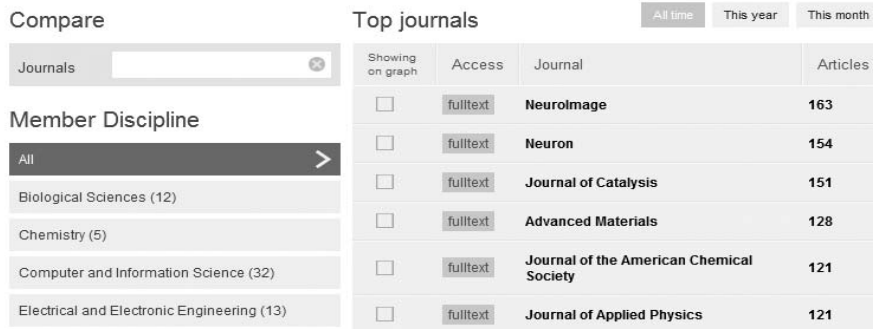 Compare
Journals
Member Discipline
All
Biological Sciences (12)
Chemistry (5)
Computer and Information Science (32)
Electrical and Electronic Engineering (13)
Top journals
All time This year This month
Showing on graph Access Journal Articles
fulltext NeuroImage 163
fulltext Neuron 154
fulltext Journal of Catalysis 151
fulltext Advanced Materials 128
fulltext Journal of the American Chemical Society 121
fulltext Journal of Applied Physics 121